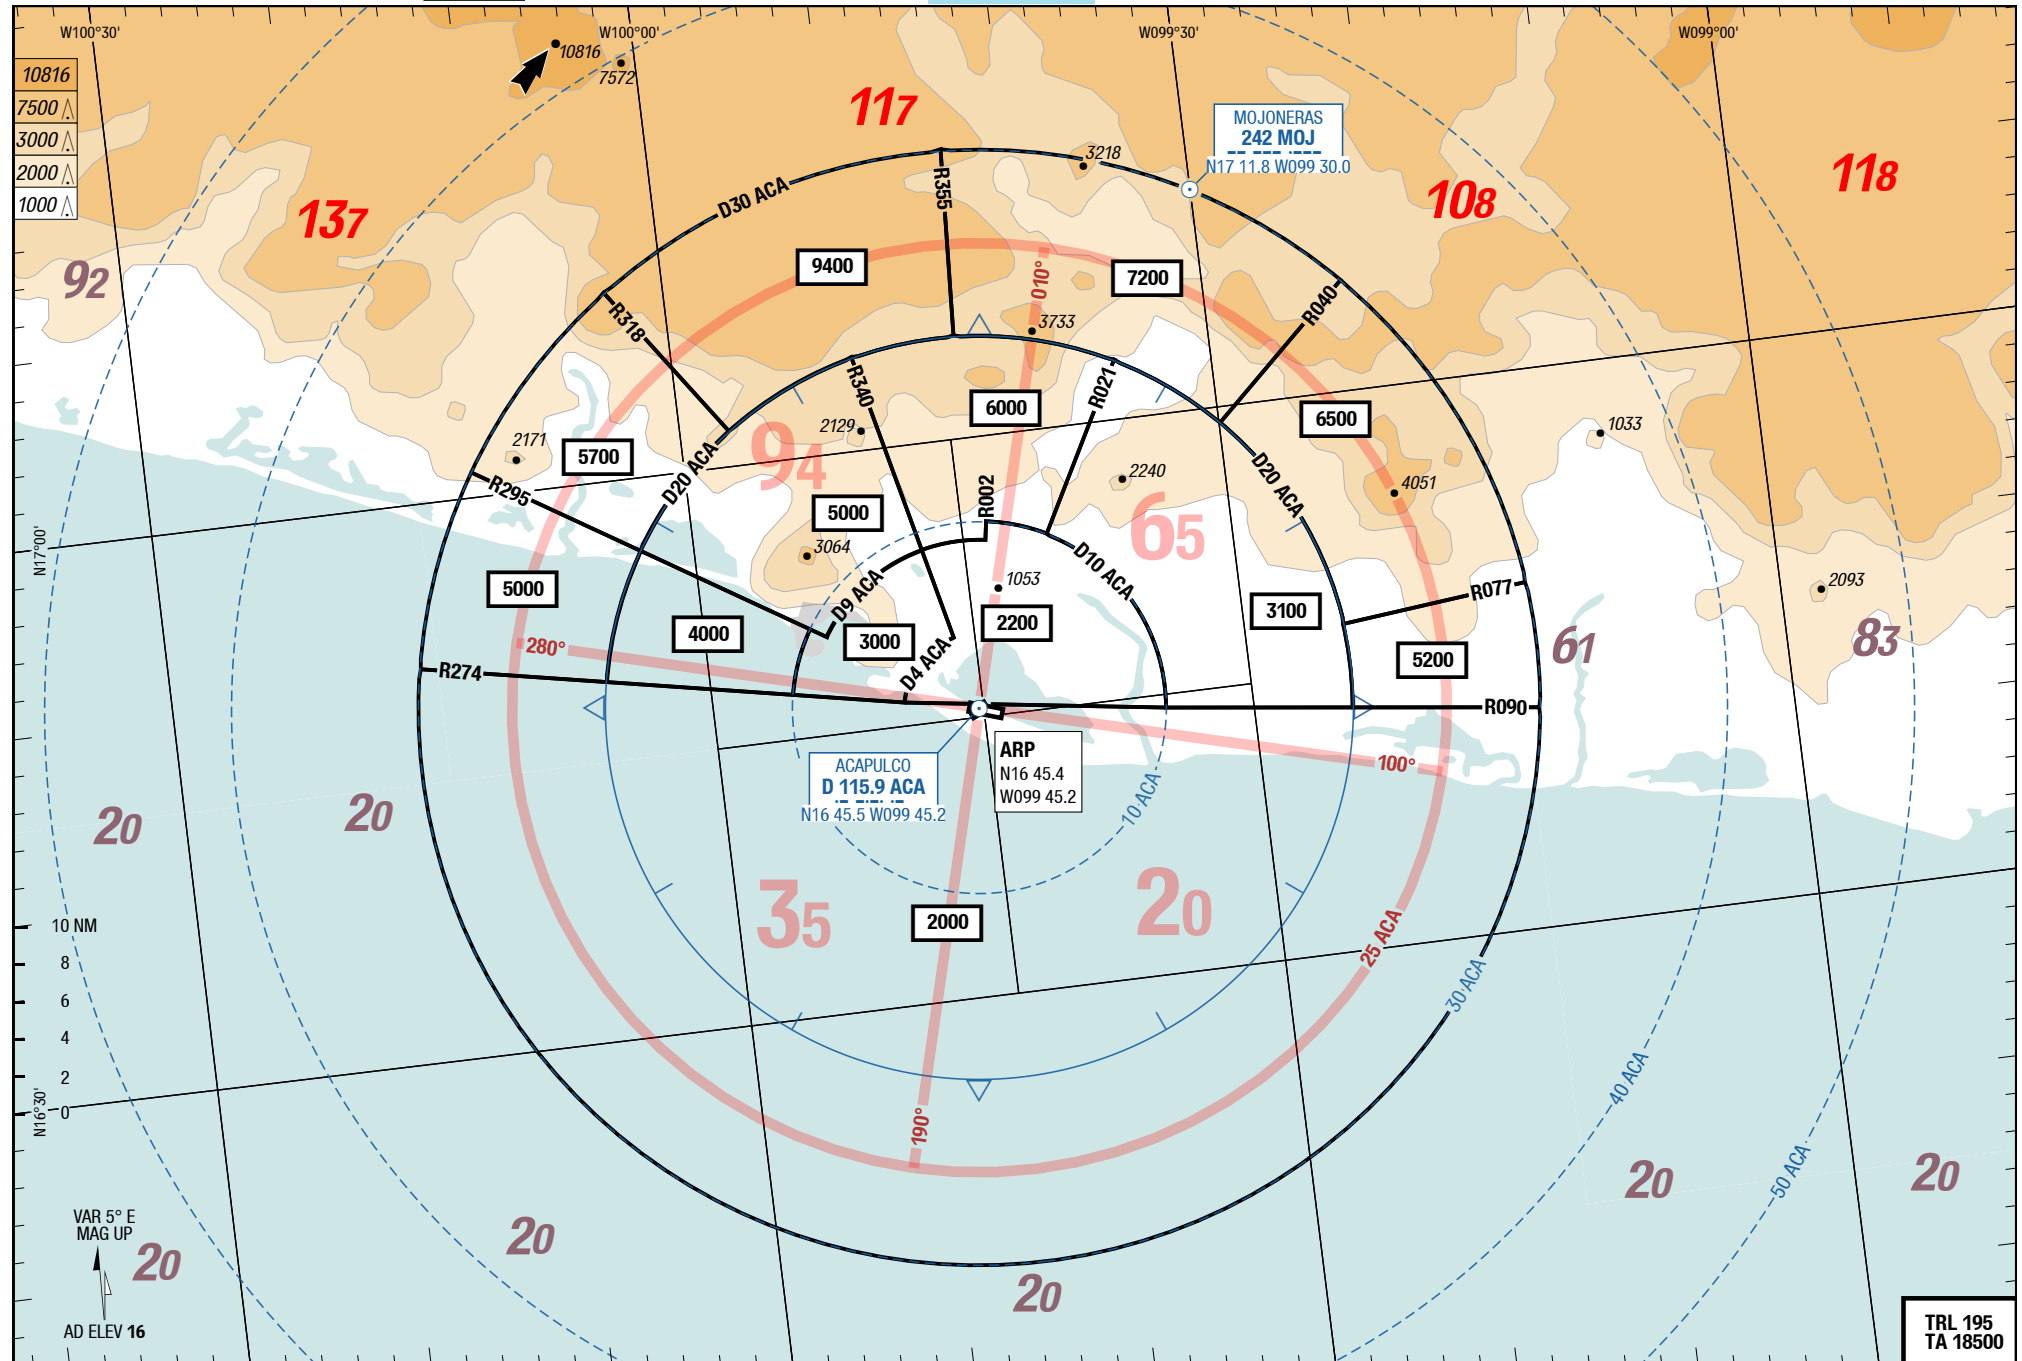 W100°30'
W100°00'
W099°30'
W099°00'
10816
7572
10816
7500
3000
2000
1000
117
MOJONERAS
242 MOJ
N17 11.8 W099 30.0
3218
118
108
137
D30 ACA
R355
92
9400
7200
010°
R040
R318
3733
R340
R021
6000
6500
2129
94
2171
5700
1033
D20 ACA
D20 ACA
2240
4051
R295
R002
5000
65
N17°00'
3064
D10 ACA
1053
2093
5000
D9 ACA
R077
3100
2200
4000
3000
280°
61
83
5200
D4 ACA
R274
R090
ARP
N16 45.4
W099 45.2
ACAPULCO
D 115.9 ACA
N16 45.5 W099 45.2
100°
10 ACA
20
20
35
20
2000
25 ACA
30 ACA
10 NM
8
6
4
2
0
N16°30'
190°
40 ACA
50 ACA
20
20
VAR 5° E
MAG UP
20
20
20
AD ELEV 16
TRL 195
TA 18500